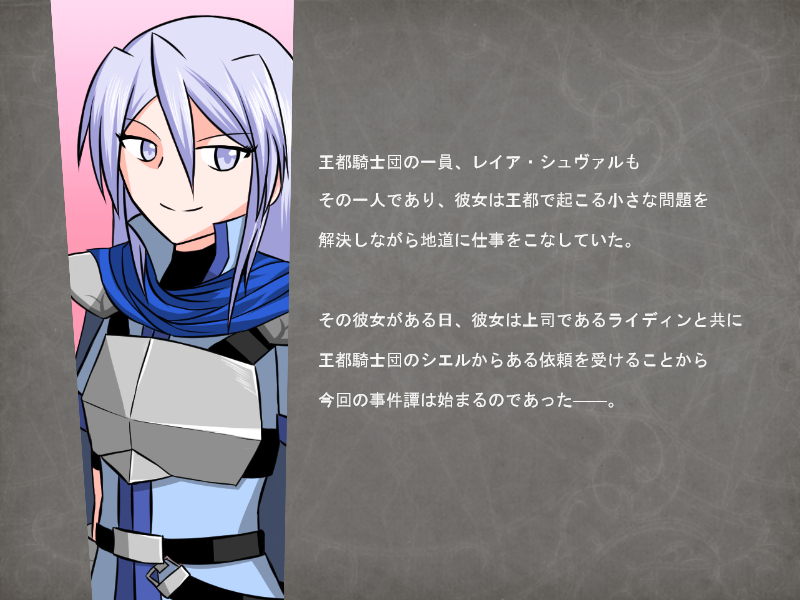 王都騎士団の一員、レイア・シュヴァルも
その一人であり、彼女は王都で起こる小さな問題を
解決しながら地道に仕事をこなしていた。
その彼女がある日、彼女は上司であるライディンと共に
王都騎士団のシエルからある依頼を受けることから
今回の事件譚は始まるのであった――。